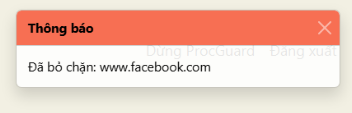 Thông báo
Dừng ProcGuard Đăng xuất
Đã bỏ chặn: www.facebook.com